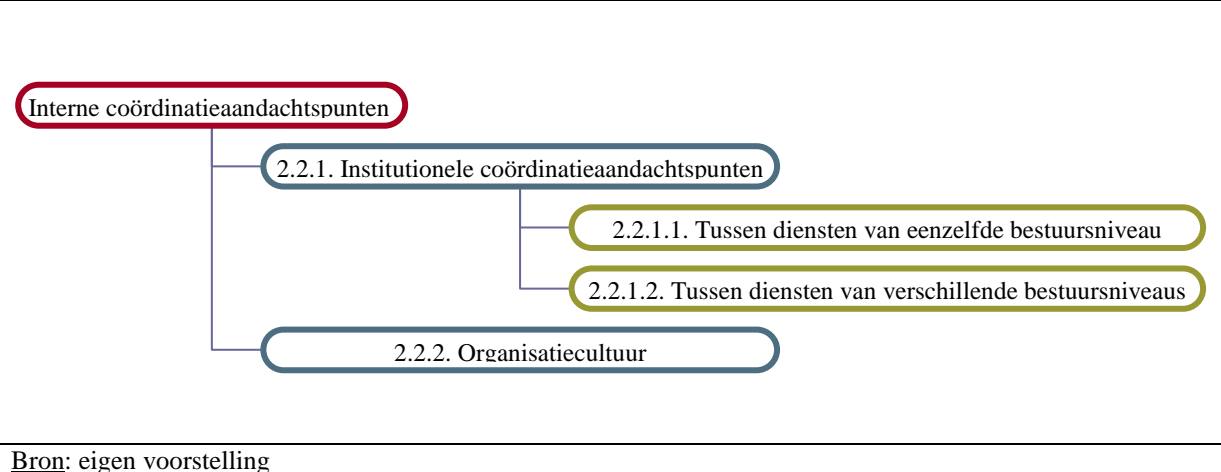 Interne coördinatieaandachtspunten
2.2.1. Institutionele coördinatieaandachtspunten
2.2.1.1. Tussen diensten van eenzelfde bestuursniveau
2.2.1.2. Tussen diensten van verschillende bestuursniveaus
2.2.2. Organisatiecultuur
Bron: eigen voorstelling